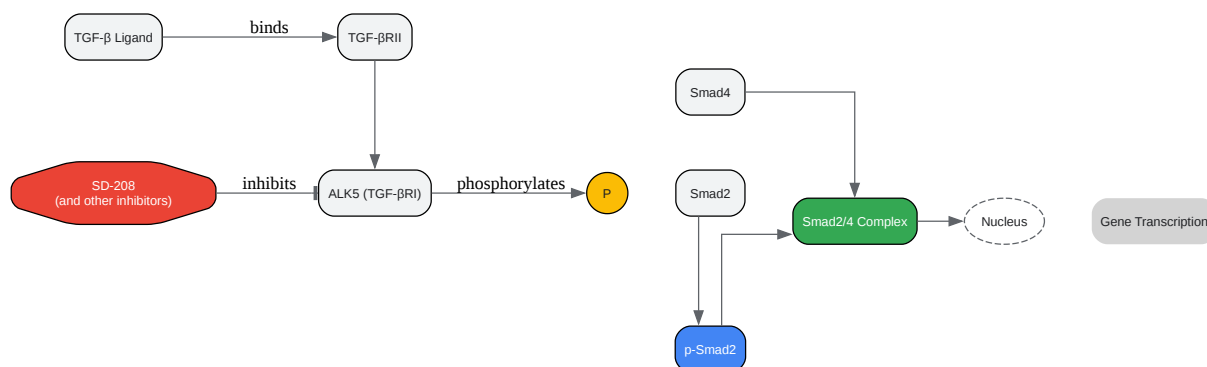 TGF-β Ligand
binds
TGF-βRII
Smad4
SD-208
(and other inhibitors)
inhibits
ALK5 (TGF-βRI)
phosphorylates
P
Smad2
Smad2/4 Complex
Nucleus
Gene Transcription
p-Smad2